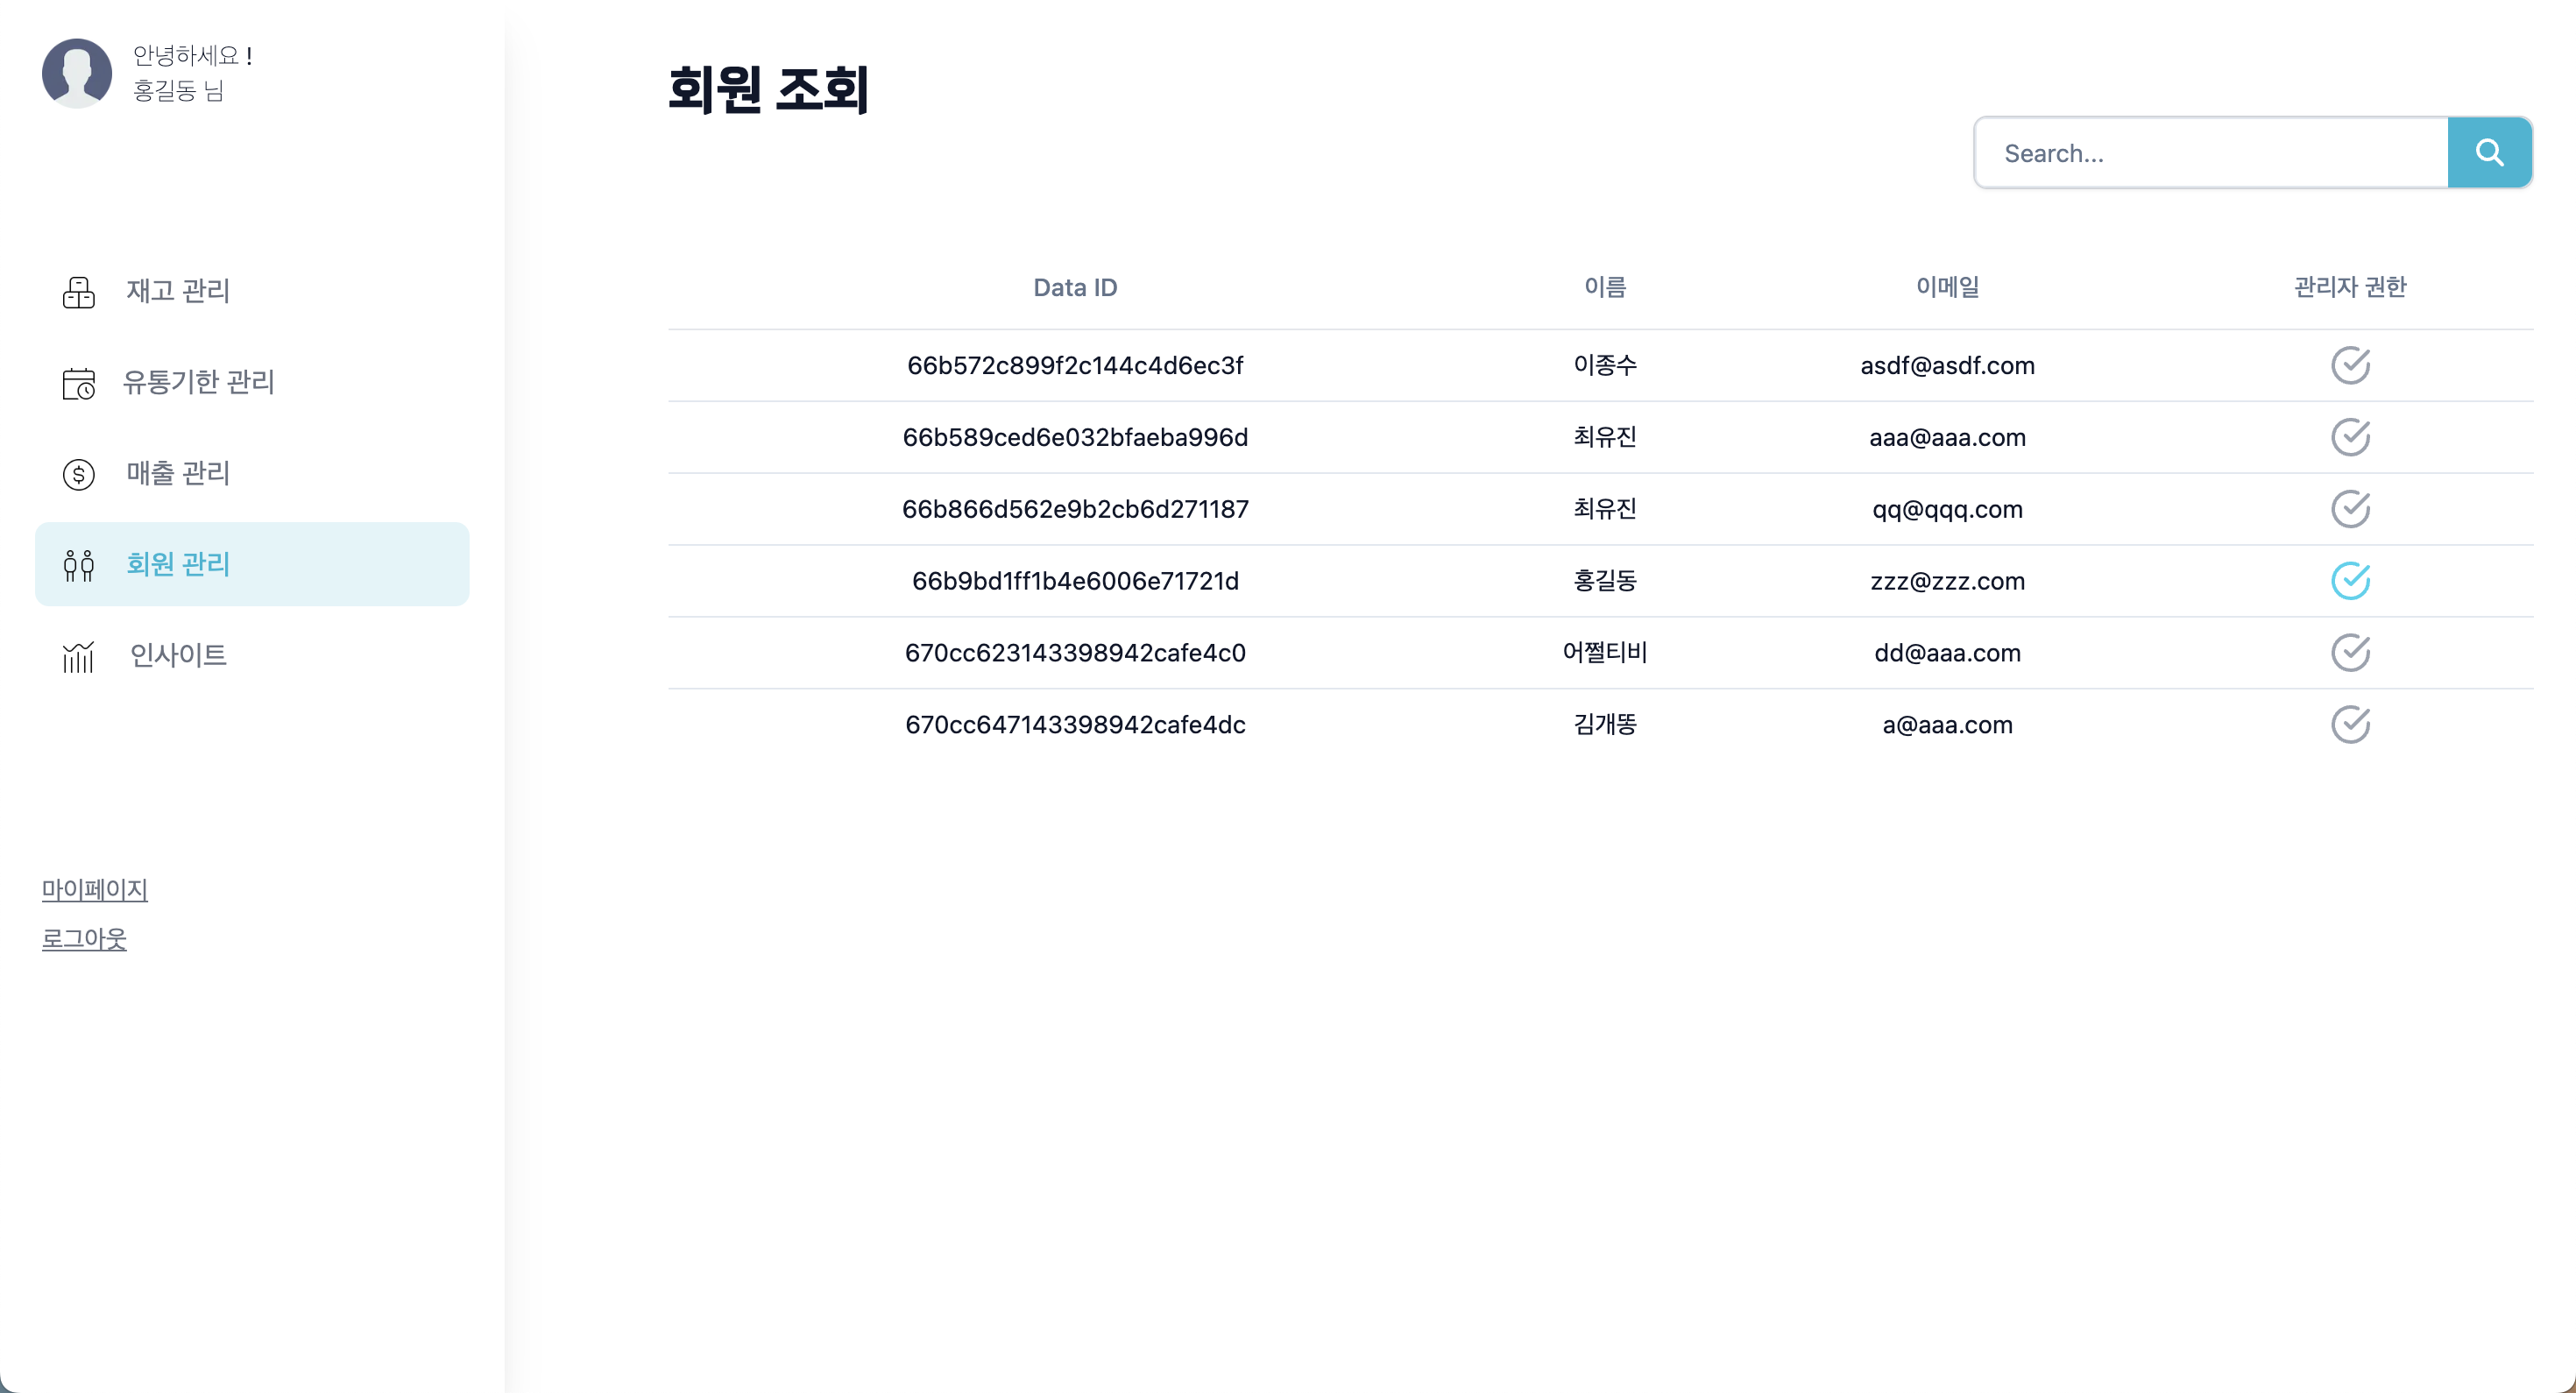 안녕하세요 !
홍길동 님
재고 관리
유통기한 관리
매출 관리
회원 관리
인사이트
마이페이지
로그아웃
회원 조회
Search...
Data ID 이름 이메일 관리자 권한
66b572c899f2c144c4d6ec3f 이종수 asdf@asdf.com
66b589ced6e032bfaeba996d 최유진 aaa@aaa.com
66b866d562e9b2cb6d271187 최유진 qq@qqq.com
66b9bd1ff1b4e6006e71721d 홍길동 zzz@zzz.com
670cc623143398942cafe4c0 어쩔티비 dd@aaa.com
670cc647143398942cafe4dc 김개똥 a@aaa.com